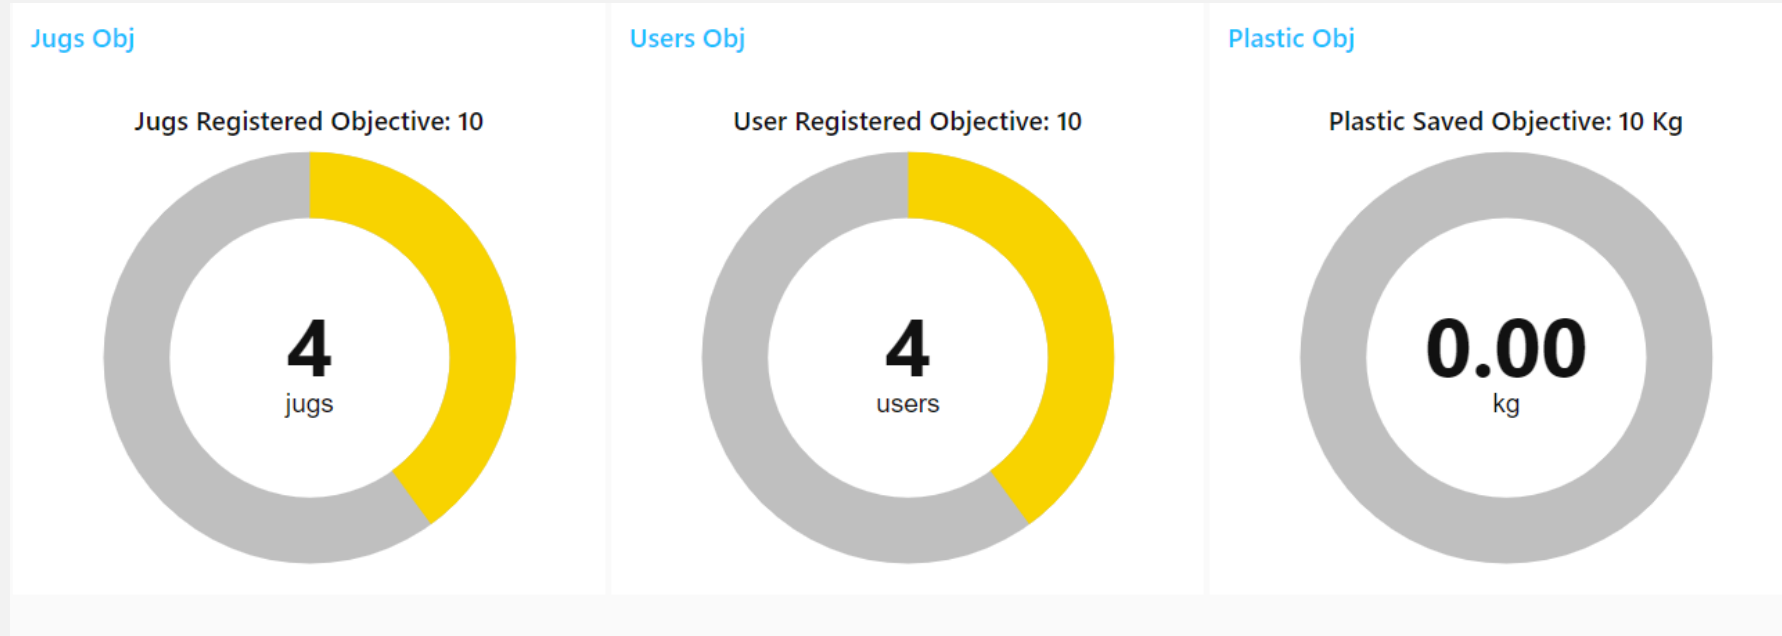 Jugs Obj
Jugs Registered Objective: 10
4
jugs
Users Obj
User Registered Objective: 10
4
users
Plastic Obj
Plastic Saved Objective: 10 Kg
0.00
kg